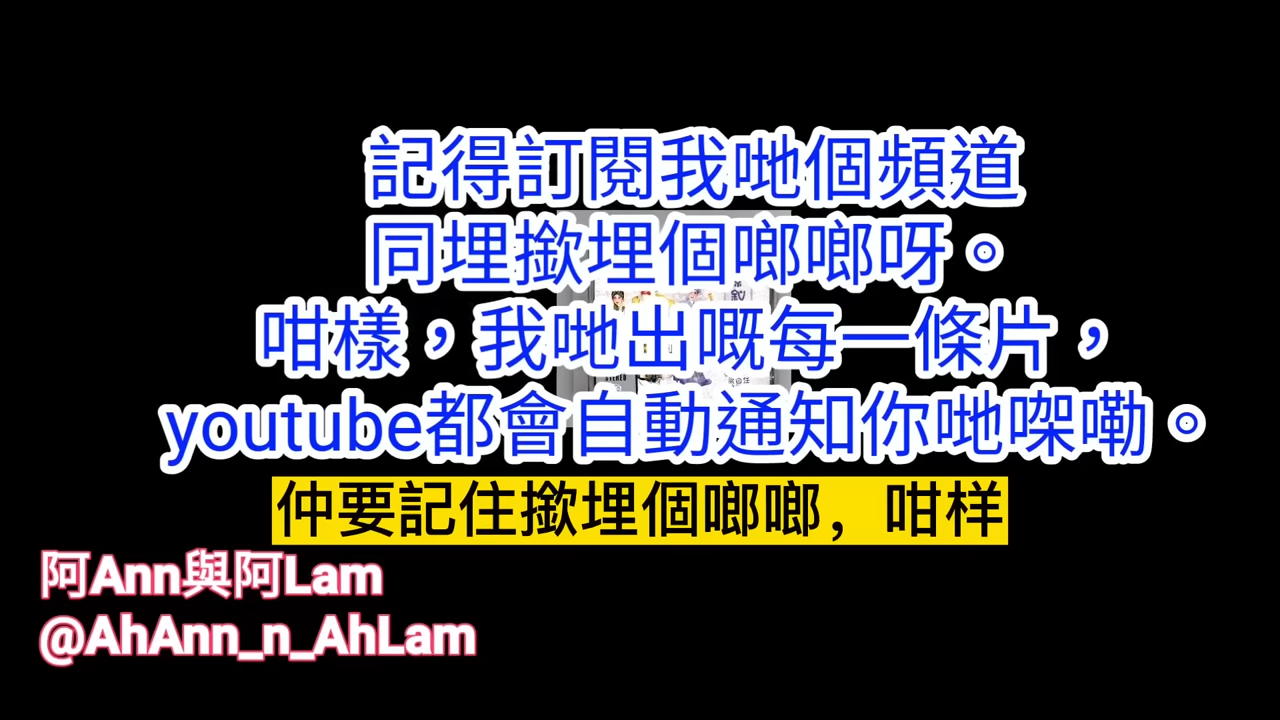 記得訂閱我哋個頻道
同埋撳埋個啷啷呀。
咁樣，我哋出嘅每一條片，
youtube都會自動通知你哋㗎嘞。
仲要記住撳埋個啷啷，咁样
阿Ann與阿Lam
@AhAnn_n_AhLam